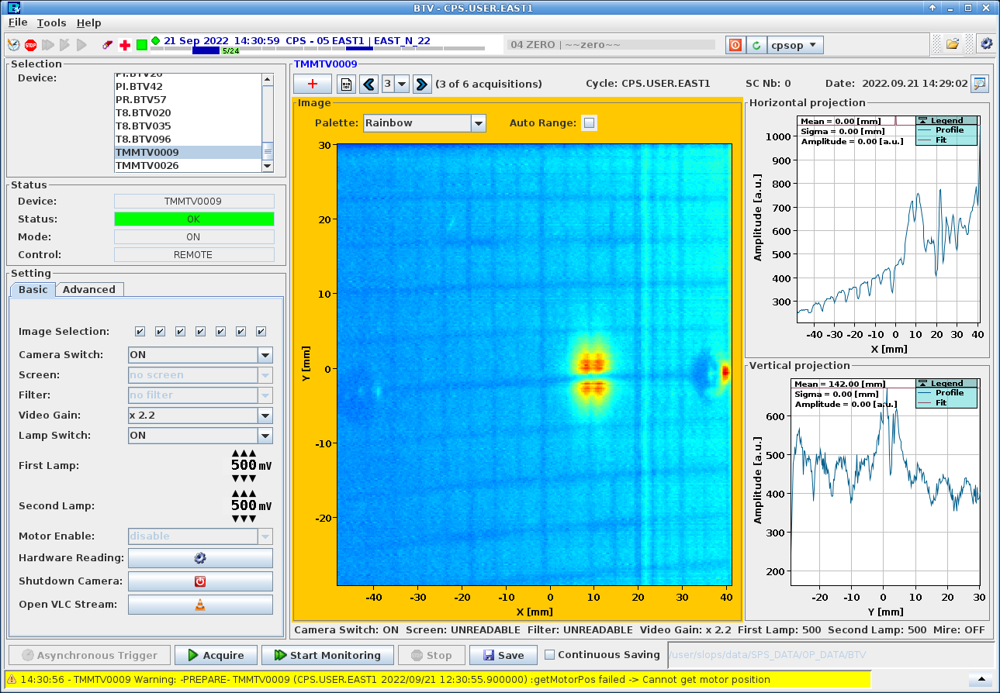 BTV - CPS.USER.EAST1
File Tools Help
21 Sep 2022 14:30:59 CPS - 05 EAST1 | EAST_N_22
5/24
04 ZERO | ~~zero~~
cpsop
Selection
Device:
PI.BTV42
PR.BTV57
T8.BTV020
T8.BTV035
T8.BTV096
TMMTV0009
TMMTV0026
Status
Device: TMMTV0009
Status: OK
Mode: ON
Control: REMOTE
Setting
Basic Advanced
Image Selection:
Camera Switch: ON
Screen: no screen
Filter: no filter
Video Gain: x 2.2
Lamp Switch: ON
First Lamp: 500 mV
Second Lamp: 500 mV
Motor Enable: disable
Hardware Reading:
Shutdown Camera:
Open VLC Stream:
TMMTV0009
3 (3 of 6 acquisitions) Cycle: CPS.USER.EAST1 SC Nb: 0 Date: 2022.09.21 14:29:02
Image
Palette: Rainbow Auto Range:
30
20
10
0
-10
-20
Y [mm]
-40 -30 -20 -10 0 10 20 30 40
X [mm]
Horizontal projection
Mean = 0.00 [mm]
Sigma = 0.00 [mm]
Amplitude = 0.00 [a.u.]
Legend
Profile
Fit
1000
900
800
700
600
500
400
300
Amplitude [a.u.]
-40 -30 -20 -10 0 10 20 30 40
X [mm]
Vertical projection
Mean = 142.00 [mm]
Sigma = 0.00 [mm]
Amplitude = 0.00 [a.u.]
Legend
Profile
Fit
600
500
400
300
200
Amplitude [a.u.]
-20 -10 0 10 20 30
Y [mm]
Camera Switch: ON Screen: UNREADABLE Filter: UNREADABLE Video Gain: x 2.2 First Lamp: 500 Second Lamp: 500 Mire: OFF
Asynchronous Trigger Acquire Start Monitoring STOP Stop Save Continuous Saving /user/slops/data/SPS_DATA/OP_DATA/BTV
14:30:56 - TMMTV0009 Warning: -PREPARE- TMMTV0009 (CPS.USER.EAST1 2022/09/21 12:30:55.900000) :getMotorPos failed -> Cannot get motor position